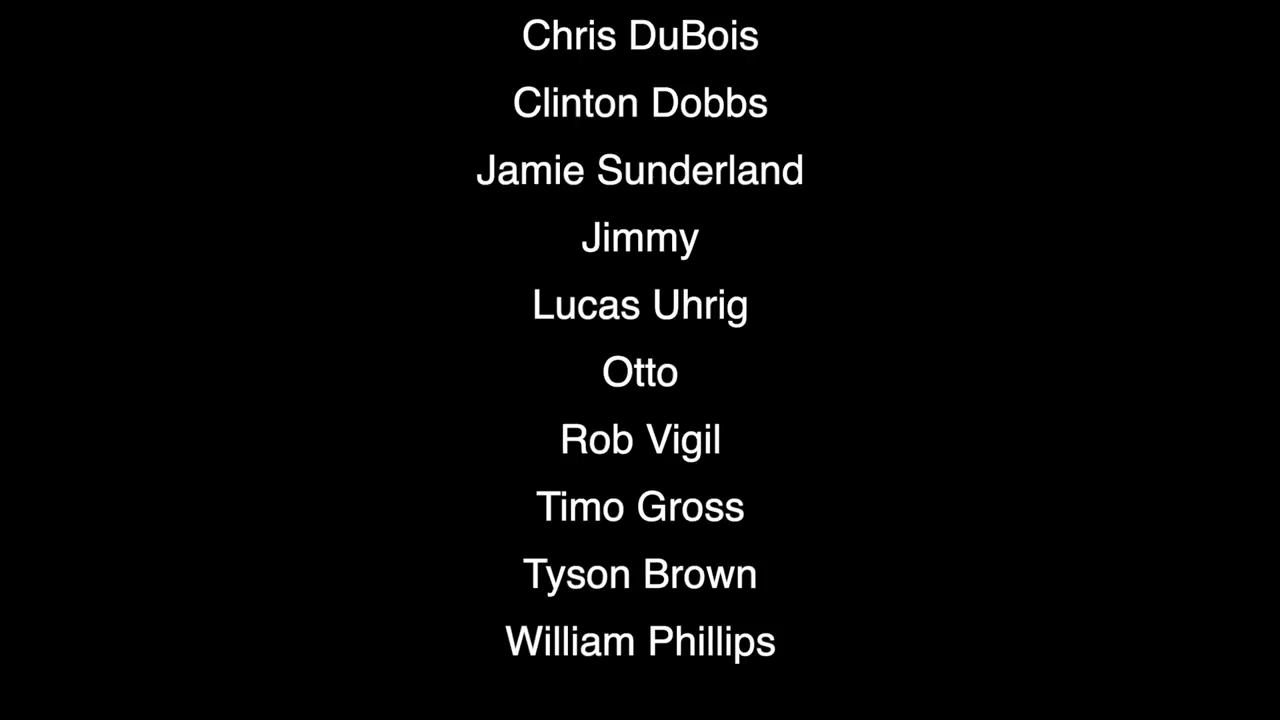 Chris DuBois
Clinton Dobbs
Jamie Sunderland
Jimmy
Lucas Uhrig
Otto
Rob Vigil
Timo Gross
Tyson Brown
William Phillips